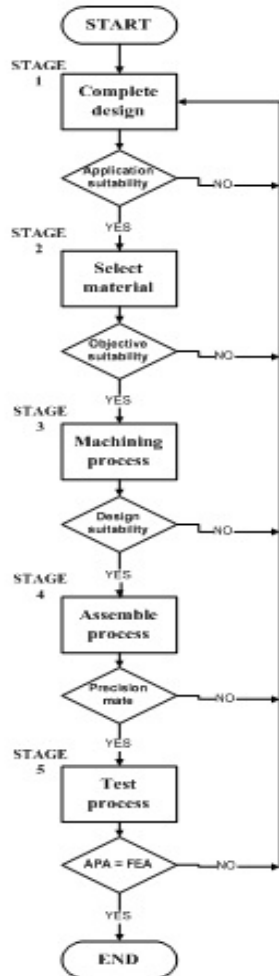 START
STAGE
1
Complete
design
Application
suitability
NO
YES
STAGE
2
Select
material
Objective
suitability
NO
YES
STAGE
3
Machining
process
Design
suitability
NO
YES
STAGE
4
Assemble
process
Precision
mate
NO
YES
STAGE
5
Test
process
APA = FEA
NO
YES
END